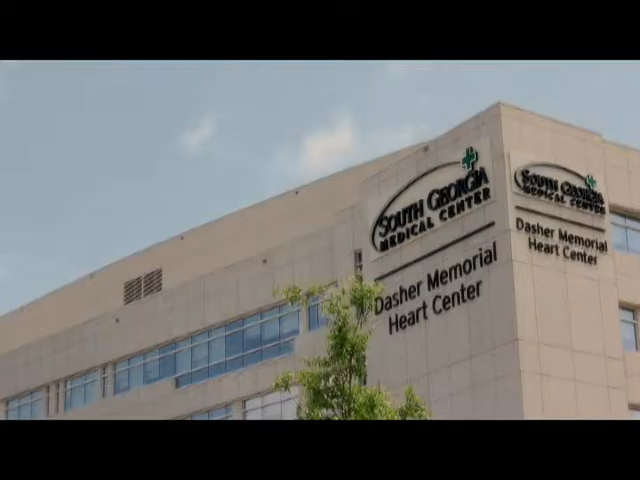 SOUTH GEORGIA
MEDICAL CENTER
Dasher Memorial
Heart Center
SOUTH GEORGIA
MEDICAL CENTER
Dasher Memorial
Heart Center